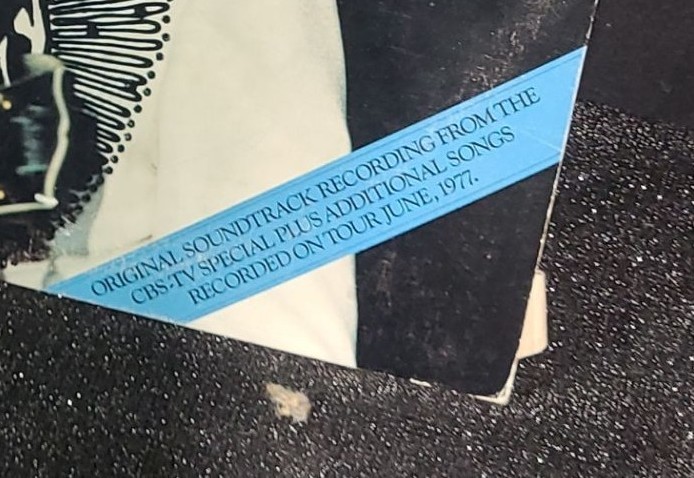 ORIGINAL SOUNDTRACK RECORDING FROM THE
CBS-TV SPECIAL PLUS ADDITIONAL SONGS
RECORDED ON TOUR JUNE, 1977.